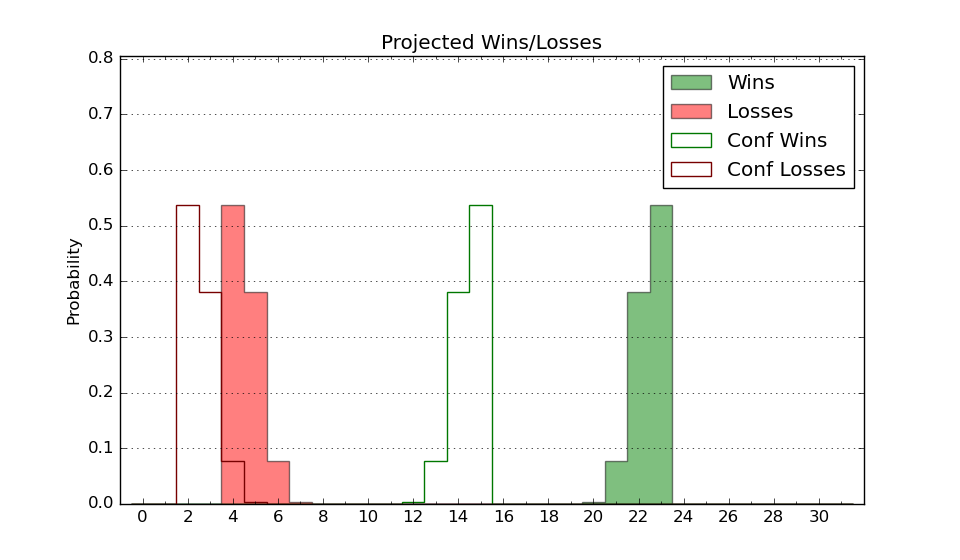 Projected Wins/Losses
0.8
0.7
0.6
0.5
0.4
0.3
0.2
0.1
0.0
Probability
Wins
Losses
Conf Wins
Conf Losses
0 2 4 6 8 10 12 14 16 18 20 22 24 26 28 30